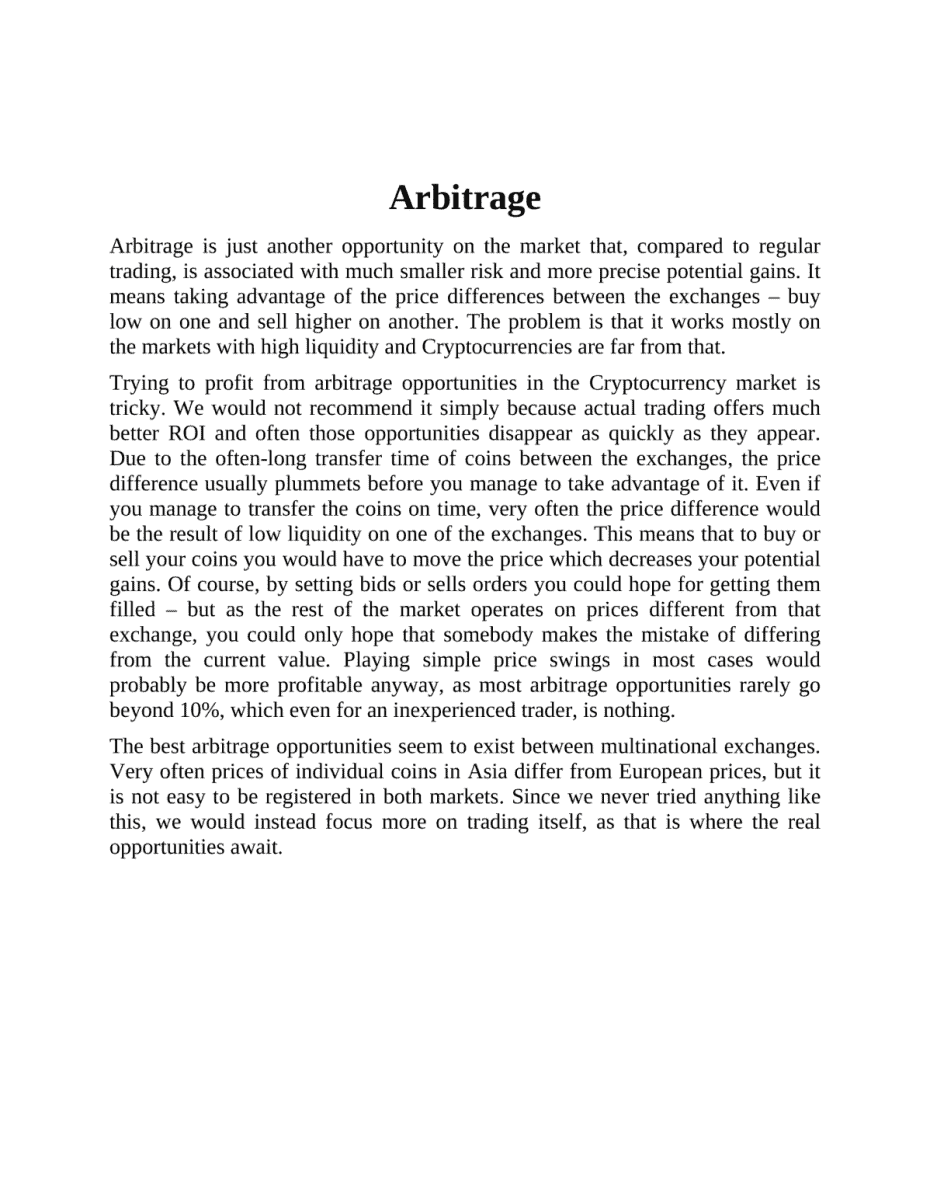 Arbitrage
Arbitrage is just another opportunity on the market that, compared to regular
trading, is associated with much smaller risk and more precise potential gains. It
means taking advantage of the price differences between the exchanges – buy
low on one and sell higher on another. The problem is that it works mostly on
the markets with high liquidity and Cryptocurrencies are far from that.
Trying to profit from arbitrage opportunities in the Cryptocurrency market is
tricky. We would not recommend it simply because actual trading offers much
better ROI and often those opportunities disappear as quickly as they appear.
Due to the often-long transfer time of coins between the exchanges, the price
difference usually plummets before you manage to take advantage of it. Even if
you manage to transfer the coins on time, very often the price difference would
be the result of low liquidity on one of the exchanges. This means that to buy or
sell your coins you would have to move the price which decreases your potential
gains. Of course, by setting bids or sells orders you could hope for getting them
filled – but as the rest of the market operates on prices different from that
exchange, you could only hope that somebody makes the mistake of differing
from the current value. Playing simple price swings in most cases would
probably be more profitable anyway, as most arbitrage opportunities rarely go
beyond 10%, which even for an inexperienced trader, is nothing.
The best arbitrage opportunities seem to exist between multinational exchanges.
Very often prices of individual coins in Asia differ from European prices, but it
is not easy to be registered in both markets. Since we never tried anything like
this, we would instead focus more on trading itself, as that is where the real
opportunities await.